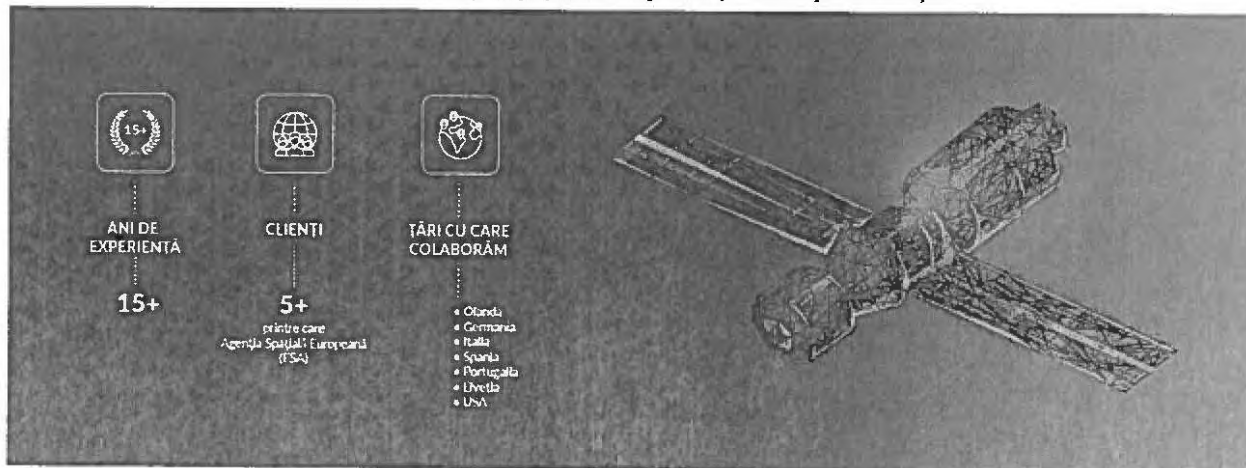 15+
ANI DE
EXPERIENȚĂ
15+
CLIENȚI
5+
printre care
Agenția Spațială Europeană
(ESA)
ȚĂRI CU CARE
COLABORĂM
• Olanda
• Germania
• Italia
• Spania
• Portugalia
• Elveția
• USA